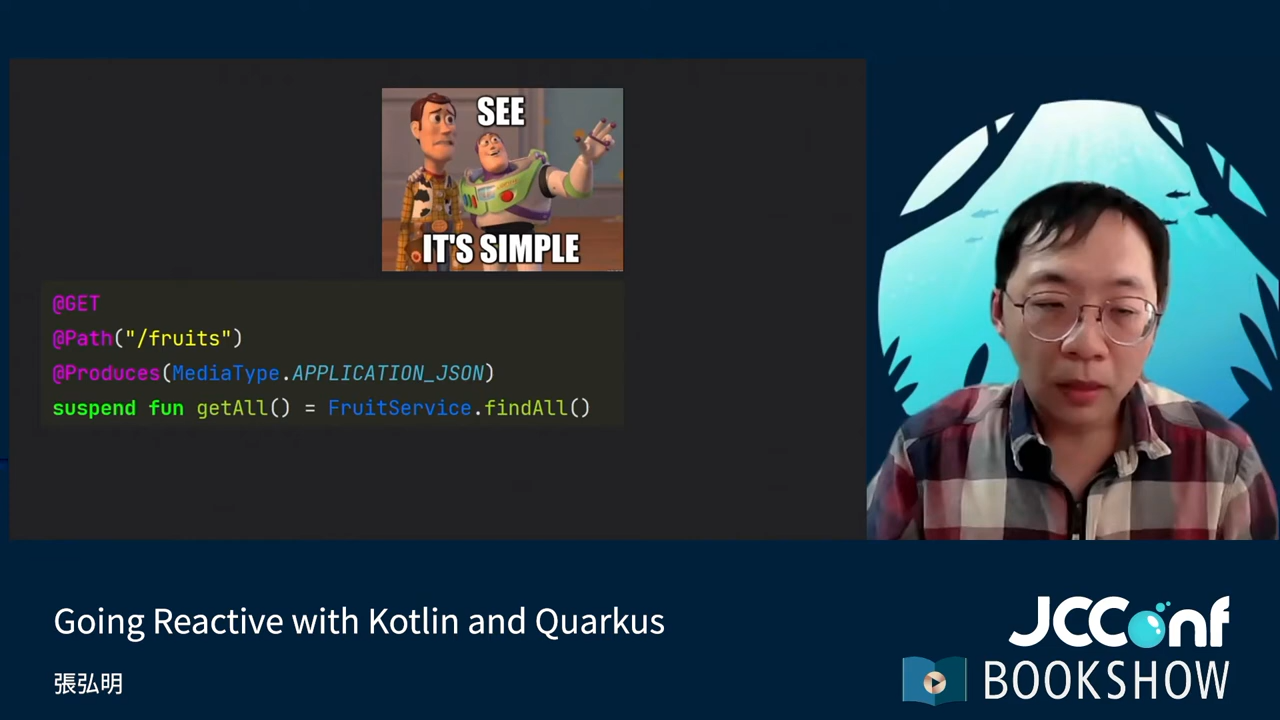 SEE
IT'S SIMPLE
@GET
@Path("/fruits")
@Produces(MediaType.APPLICATION_JSON)
suspend fun getAll() = FruitService.findAll()
Going Reactive with Kotlin and Quarkus
張弘明
JCConf
BOOKSHOW